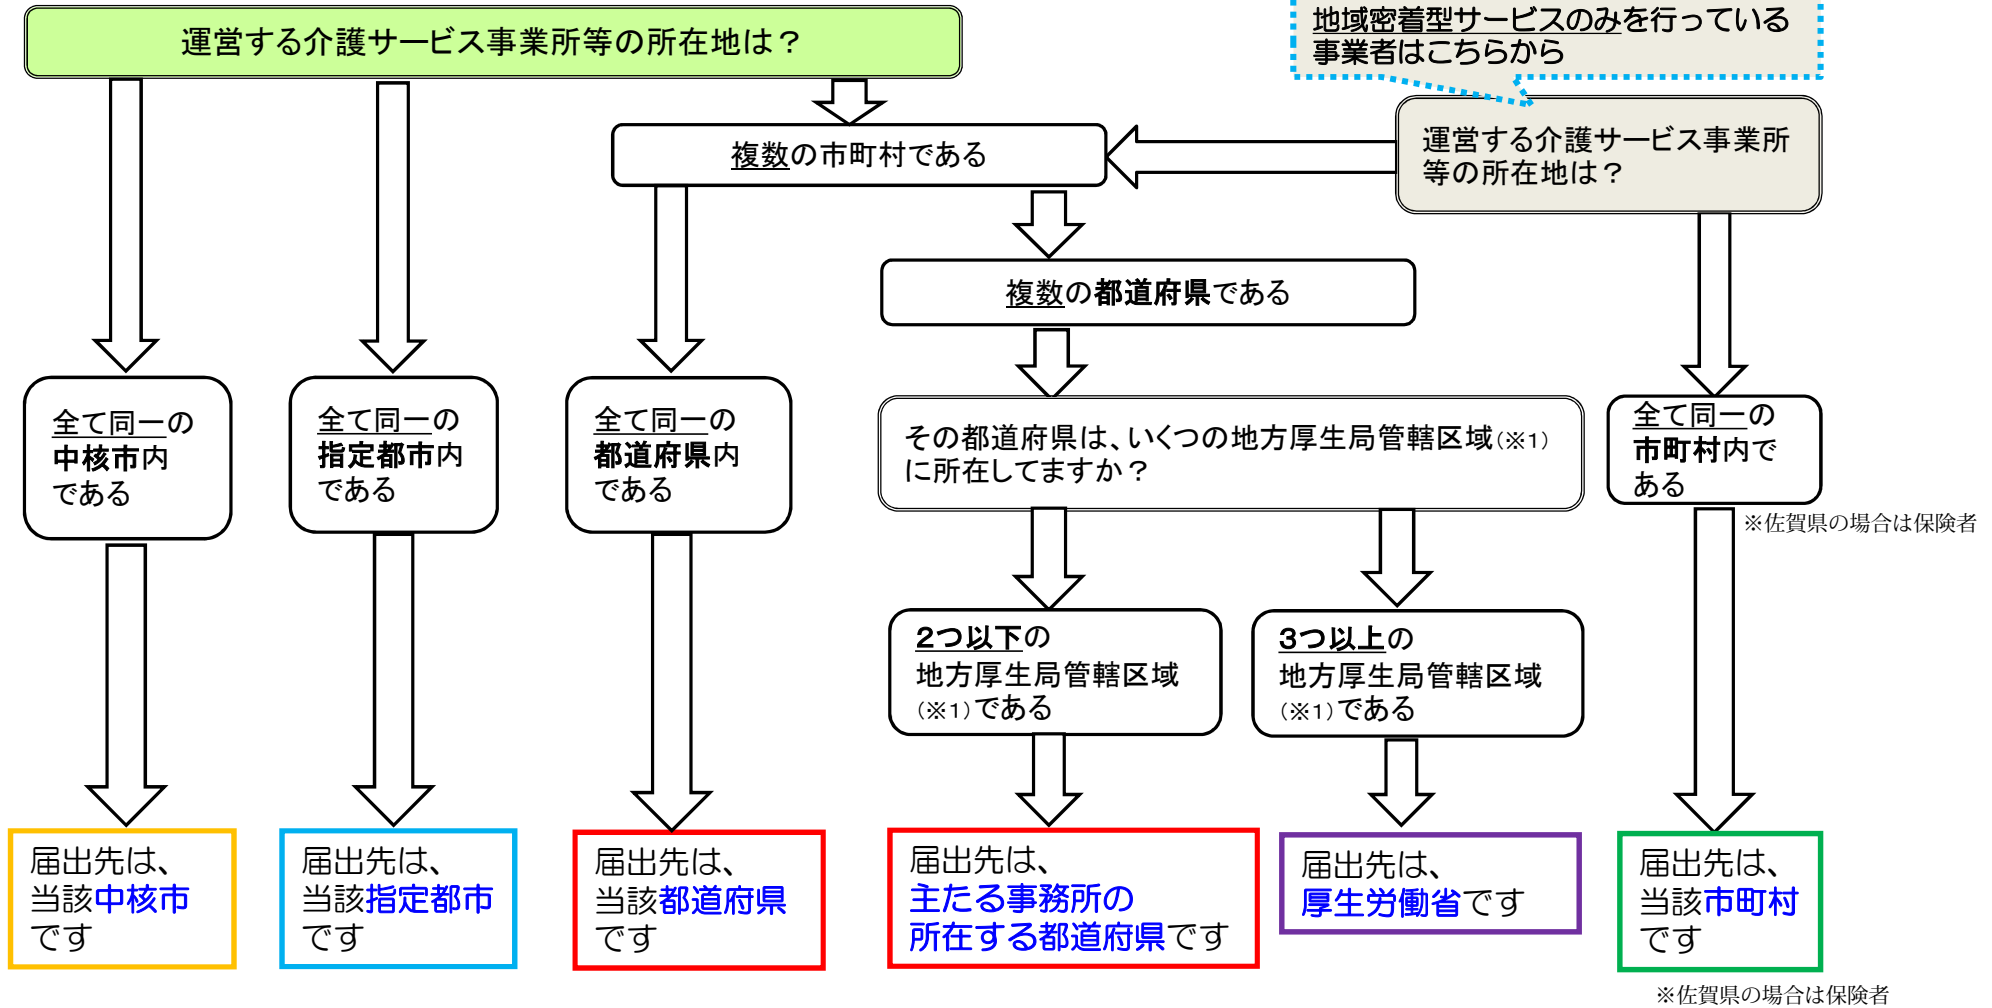 運営する介護サービス事業所等の所在地は？
地域密着型サービスのみを行っている
事業者はこちらから
運営する介護サービス事業所
等の所在地は？
複数の市町村である
複数の都道府県である
全て同一の
中核市内
である
全て同一の
指定都市内
である
全て同一の
都道府県内
である
その都道府県は、いくつの地方厚生局管轄区域（※1）
に所在してますか？
全て同一の
市町村内で
ある
※佐賀県の場合は保険者
2つ以下の
地方厚生局管轄区域
（※1）である
3つ以上の
地方厚生局管轄区域
（※1）である
届出先は、
当該中核市
です
届出先は、
当該指定都市
です
届出先は、
当該都道府県
です
届出先は、
主たる事務所の
所在する都道府県です
届出先は、
厚生労働省です
届出先は、
当該市町村
です
※佐賀県の場合は保険者